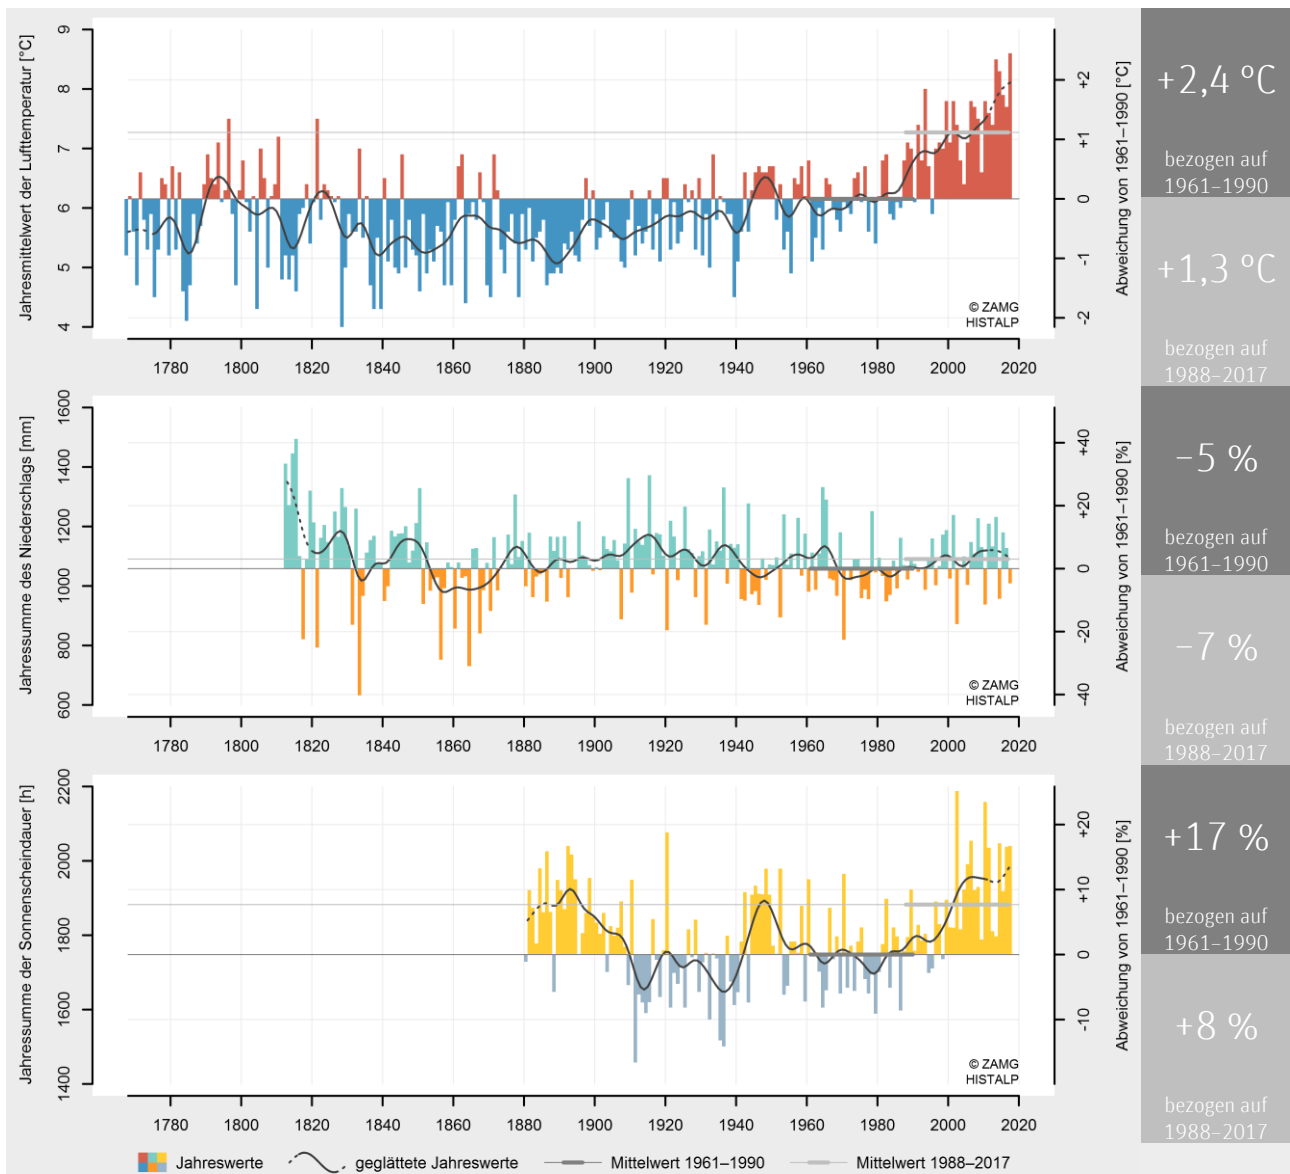 Jahresmittelwert der Lufttemperatur [°C]
9
8
7
6
5
4
+2
+1
0
-1
-2
Abweichung von 1961–1990 [°C]
© ZAMG
HISTALP
1780 1800 1820 1840 1860 1880 1900 1920 1940 1960 1980 2000 2020
+2,4 °C
bezogen auf
1961–1990
+1,3 °C
bezogen auf
1988–2017
Jahressumme des Niederschlags [mm]
1600
1400
1200
1000
800
600
+40
+20
0
-20
-40
Abweichung von 1961–1990 [%]
© ZAMG
HISTALP
1780 1800 1820 1840 1860 1880 1900 1920 1940 1960 1980 2000 2020
−5 %
bezogen auf
1961–1990
−7 %
bezogen auf
1988–2017
Jahressumme der Sonnenscheindauer [h]
2200
2000
1800
1600
1400
+20
+10
0
-10
Abweichung von 1961–1990 [%]
© ZAMG
HISTALP
1780 1800 1820 1840 1860 1880 1900 1920 1940 1960 1980 2000 2020
+17 %
bezogen auf
1961–1990
+8 %
bezogen auf
1988–2017
Jahreswerte geglättete Jahreswerte Mittelwert 1961–1990 Mittelwert 1988–2017